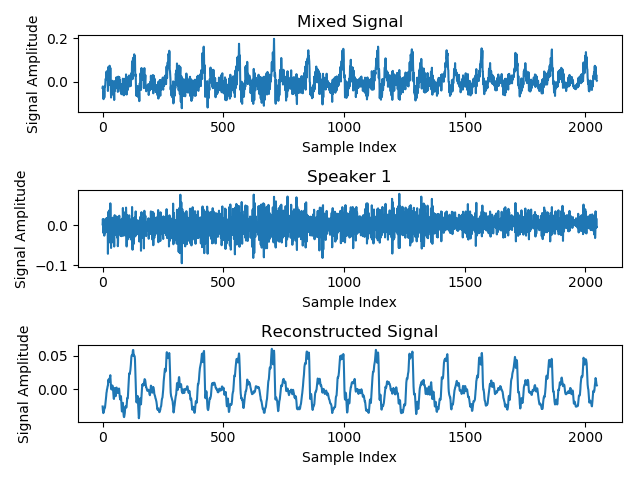 Mixed Signal
Signal Amplitude
0.2
0.0
0 500 1000 1500 2000
Sample Index
Speaker 1
Signal Amplitude
0.0
−0.1
0 500 1000 1500 2000
Sample Index
Reconstructed Signal
Signal Amplitude
0.05
0.00
0 500 1000 1500 2000
Sample Index